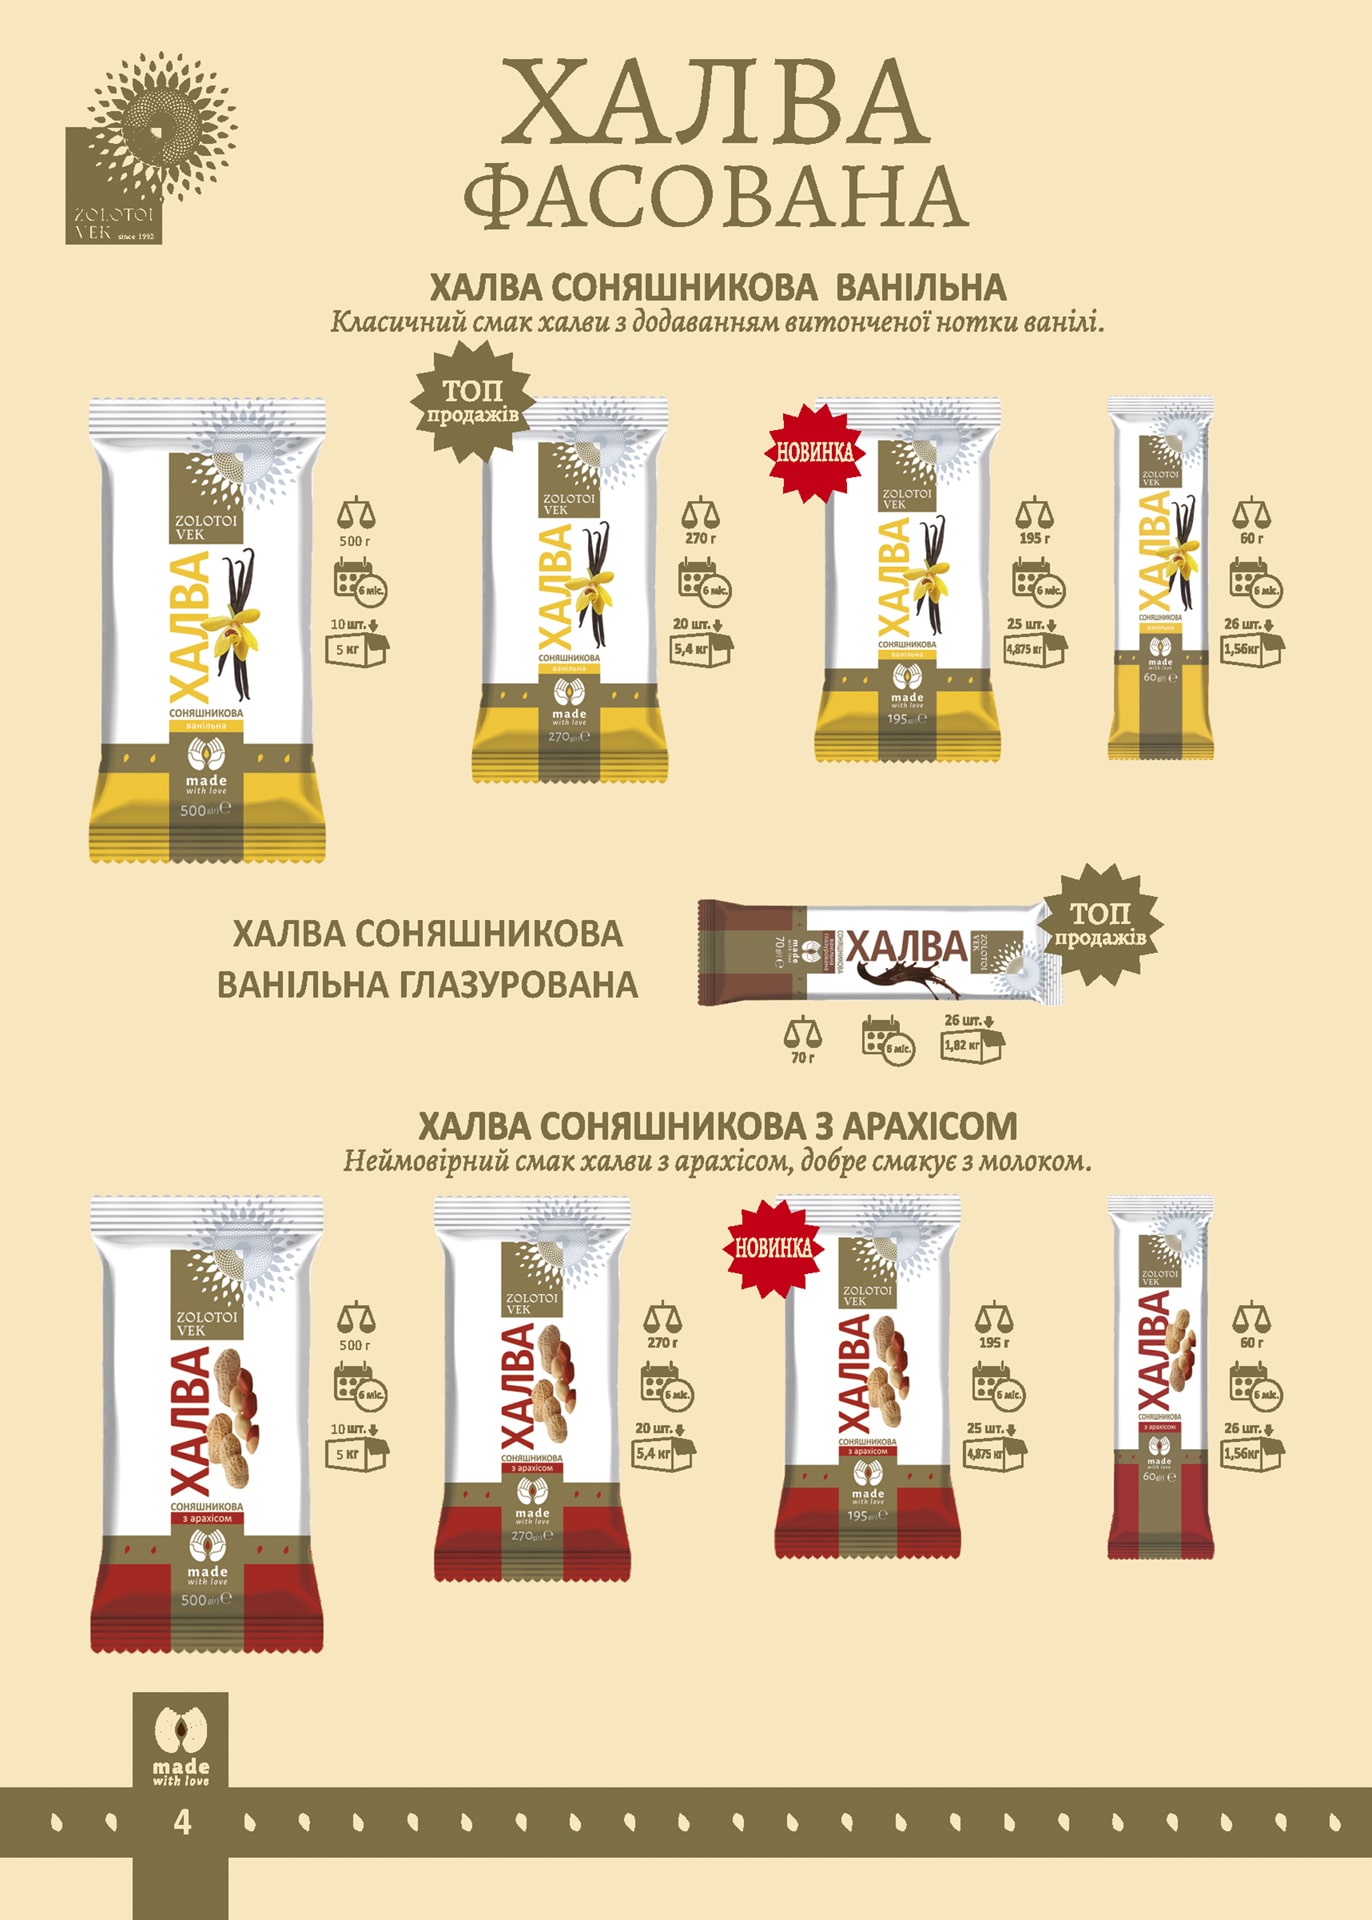 ХАЛВА
ФАСОВАНА
ZOLOTOI
VEK since 1992
ХАЛВА СОНЯШНИКОВА ВАНІЛЬНА
Класичний смак халви з додаванням витонченої нотки ванілі.
ZOLOTOI
VEK
ХАЛВА
СОНЯШНИКОВА
ванільна
made
with love
500 g(г) ℮
500 г
6 міс.
10 шт.
5 кг
ТОП
продажів
ZOLOTOI
VEK
ХАЛВА
СОНЯШНИКОВА
ванільна
made
with love
270 g(г) ℮
270 г
6 міс.
20 шт.
5,4 кг
НОВИНКА
ZOLOTOI
VEK
ХАЛВА
СОНЯШНИКОВА
ванільна
made
with love
195 g(г) ℮
195 г
6 міс.
25 шт.
4,875 кг
ZOLOTOI
VEK
ХАЛВА
СОНЯШНИКОВА
ванільна
made
with love
60 g(г) ℮
60 г
6 міс.
26 шт.
1,56кг
ХАЛВА СОНЯШНИКОВА
ВАНІЛЬНА ГЛАЗУРОВАНА
ZOLOTOI
VEK
ХАЛВА
СОНЯШНИКОВА
ванільна
глазурована
made
with love
70 g(г) ℮
ТОП
продажів
70 г
6 міс.
26 шт.
1,82 кг
ХАЛВА СОНЯШНИКОВА З АРАХІСОМ
Неймовірний смак халви з арахісом, добре смакує з молоком.
ZOLOTOI
VEK
ХАЛВА
СОНЯШНИКОВА
з арахісом
made
with love
500 g(г) ℮
500 г
6 міс.
10 шт.
5 кг
ZOLOTOI
VEK
ХАЛВА
СОНЯШНИКОВА
з арахісом
made
with love
270 g(г) ℮
270 г
6 міс.
20 шт.
5,4 кг
НОВИНКА
ZOLOTOI
VEK
ХАЛВА
СОНЯШНИКОВА
з арахісом
made
with love
195 g(г) ℮
195 г
6 міс.
25 шт.
4,875 кг
ZOLOTOI
VEK
ХАЛВА
СОНЯШНИКОВА
з арахісом
made
with love
60 g(г) ℮
60 г
6 міс.
26 шт.
1,56кг
made
with love
4